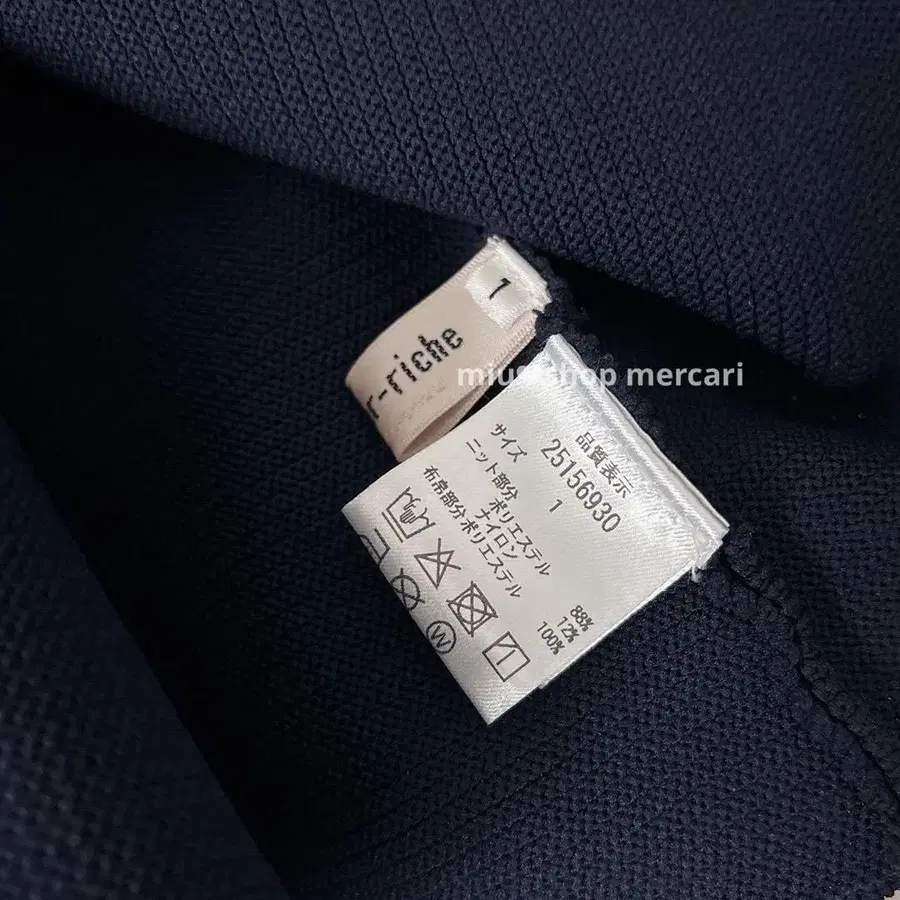 1
r-riche
mius shop mercari
品質表示
25156930
サイズ 1
ニット部分 ポリエステル 88%
ナイロン 12%
布帛部分ポリエステル 100%
W